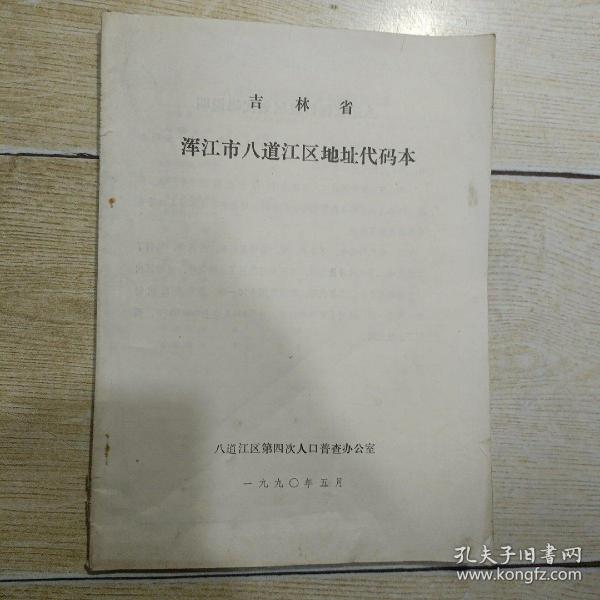 吉林省
浑江市八道江区地址代码本
八道江区第四次人口普查办公室
一九九〇年五月
孔夫子旧书网
www.kongfz.com